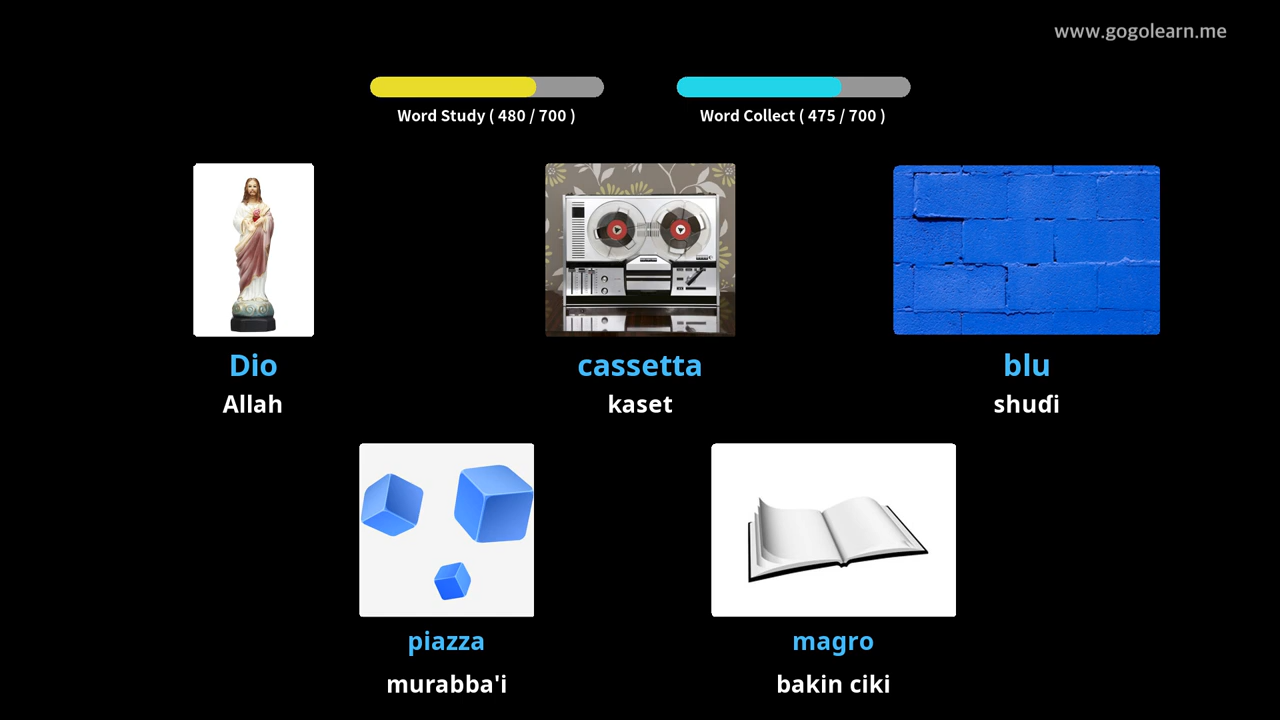 www.gogolearn.me
Word Study ( 480 / 700 )
Word Collect ( 475 / 700 )
Dio
cassetta
blu
Allah
kaset
shuɗi
piazza
magro
murabba'i
bakin ciki